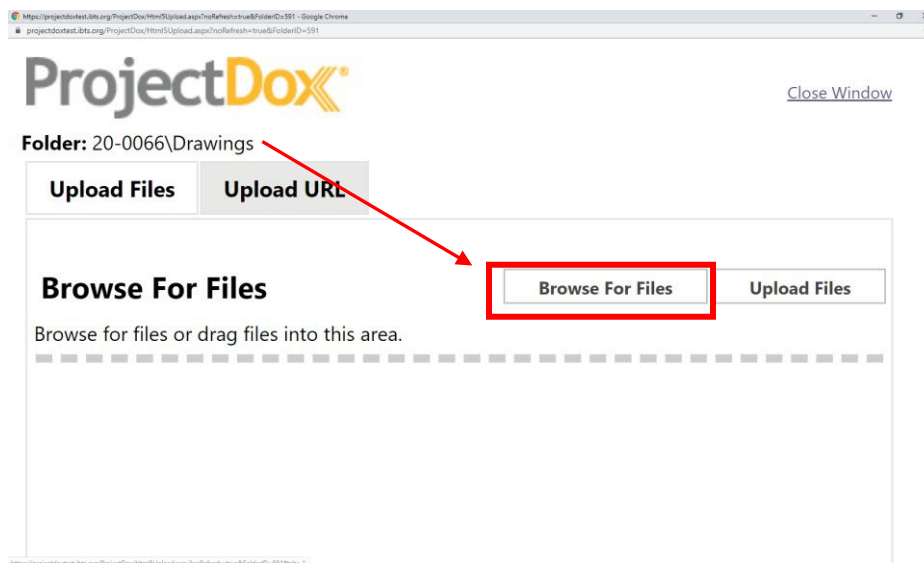 https://projectdoxtest.ibts.org/ProjectDox/Html5Upload.aspx?noRefresh=true&FolderID=591 - Google Chrome
projectdoxtest.ibts.org/ProjectDox/Html5Upload.aspx?noRefresh=true&FolderID=591
ProjectDox®
Close Window
Folder: 20-0066\Drawings
Upload Files Upload URL
Browse For Files Browse For Files Upload Files
Browse for files or drag files into this area.